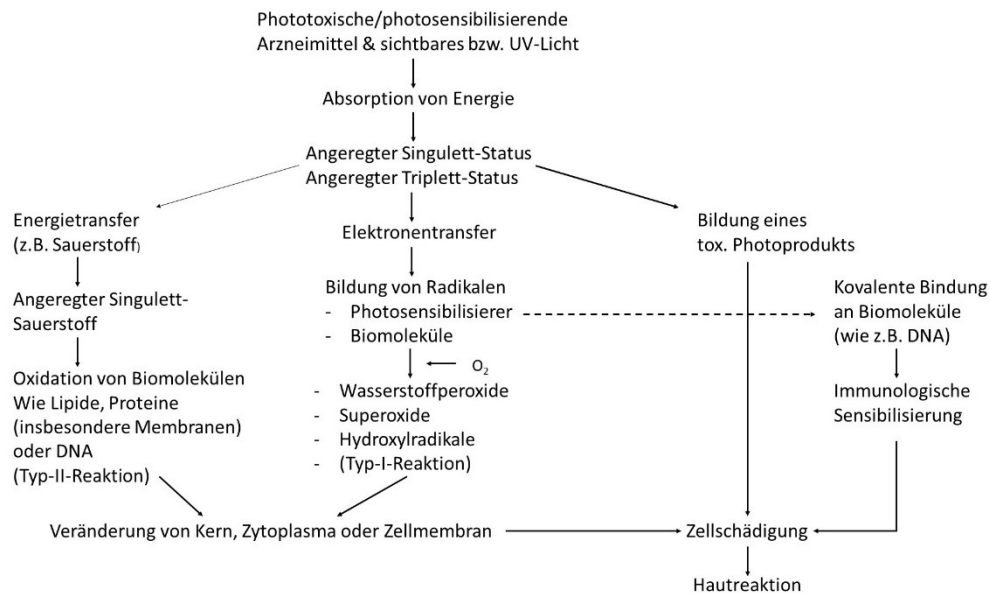 Phototoxische/photosensibilisierende
Arzneimittel & sichtbares bzw. UV-Licht
Absorption von Energie
Angeregter Singulett-Status
Angeregter Triplett-Status
Energietransfer
(z.B. Sauerstoff)
Elektronentransfer
Bildung eines
tox. Photoprodukts
Angeregter Singulett-
Sauerstoff
Bildung von Radikalen
- Photosensibilisierer
- Biomoleküle
Kovalente Bindung
an Biomoleküle
(wie z.B. DNA)
O₂
Oxidation von Biomolekülen
Wie Lipide, Proteine
(insbesondere Membranen)
oder DNA
(Typ-II-Reaktion)
- Wasserstoffperoxide
- Superoxide
- Hydroxylradikale
- (Typ-I-Reaktion)
Immunologische
Sensibilisierung
Veränderung von Kern, Zytoplasma oder Zellmembran
Zellschädigung
Hautreaktion